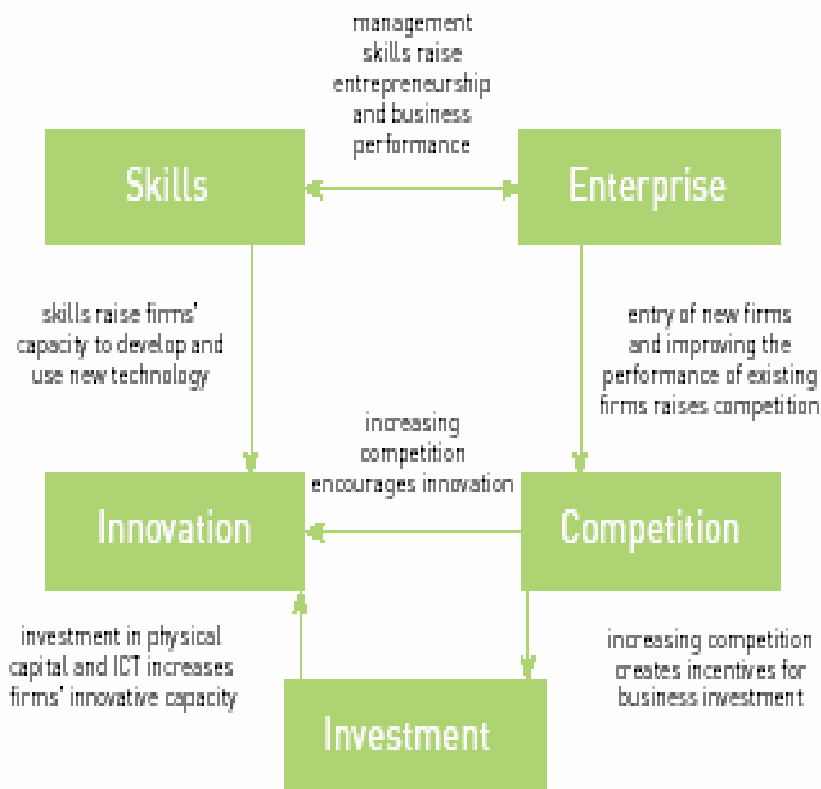 management
skills raise
entrepreneurship
and business
performance
Skills
Enterprise
skills raise firms'
capacity to develop and
use new technology
entry of new firms
and improving the
performance of existing
firms raises competition
increasing
competition
encourages innovation
Innovation
Competition
investment in physical
capital and ICT increases
firms' innovative capacity
increasing competition
creates incentives for
business investment
Investment